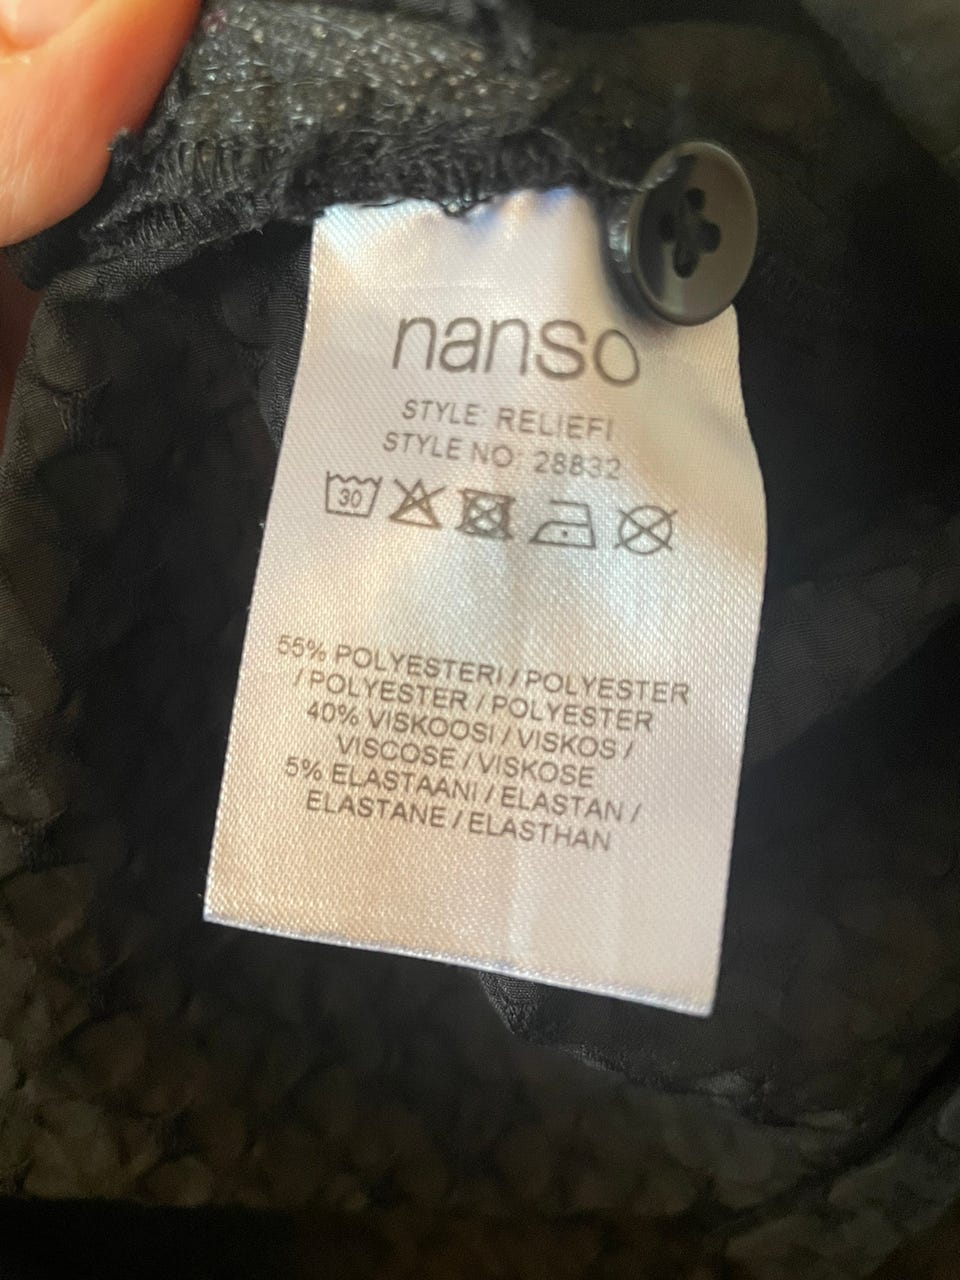 nanso
STYLE: RELIEFI
STYLE NO: 28832
30
55% POLYESTERI / POLYESTER
/ POLYESTER / POLYESTER
40% VISKOOSI / VISKOS /
VISCOSE / VISKOSE
5% ELASTAANI / ELASTAN /
ELASTANE / ELASTHAN